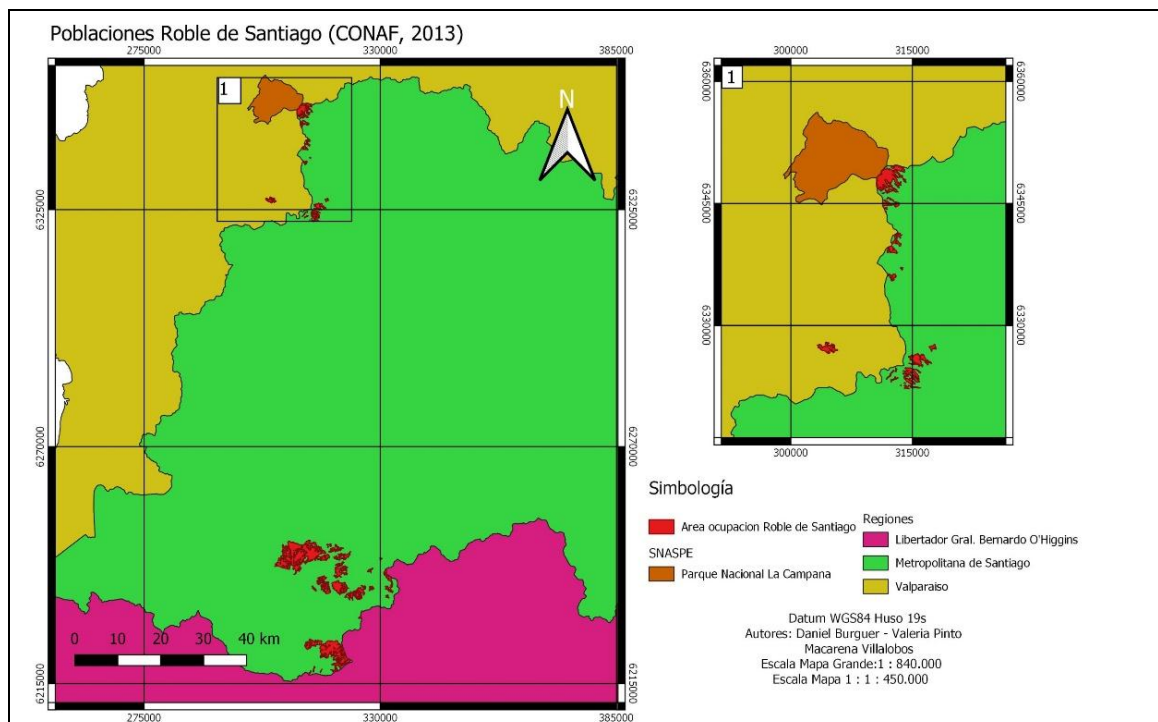 Poblaciones Roble de Santiago (CONAF, 2013)
275000
330000
385000
1
N
6325000
6325000
6270000
6270000
6215000
6215000
0
10
20
30
40 km
275000
330000
385000
300000
315000
1
6360000
6360000
6345000
6345000
6330000
6330000
300000
315000
Simbología
Area ocupacion Roble de Santiago
SNASPE
Parque Nacional La Campana
Regiones
Libertador Gral. Bernardo O'Higgins
Metropolitana de Santiago
Valparaiso
Datum WGS84 Huso 19s
Autores: Daniel Burguer - Valeria Pinto
Macarena Villalobos
Escala Mapa Grande:1 : 840.000
Escala Mapa 1 : 1 : 450.000